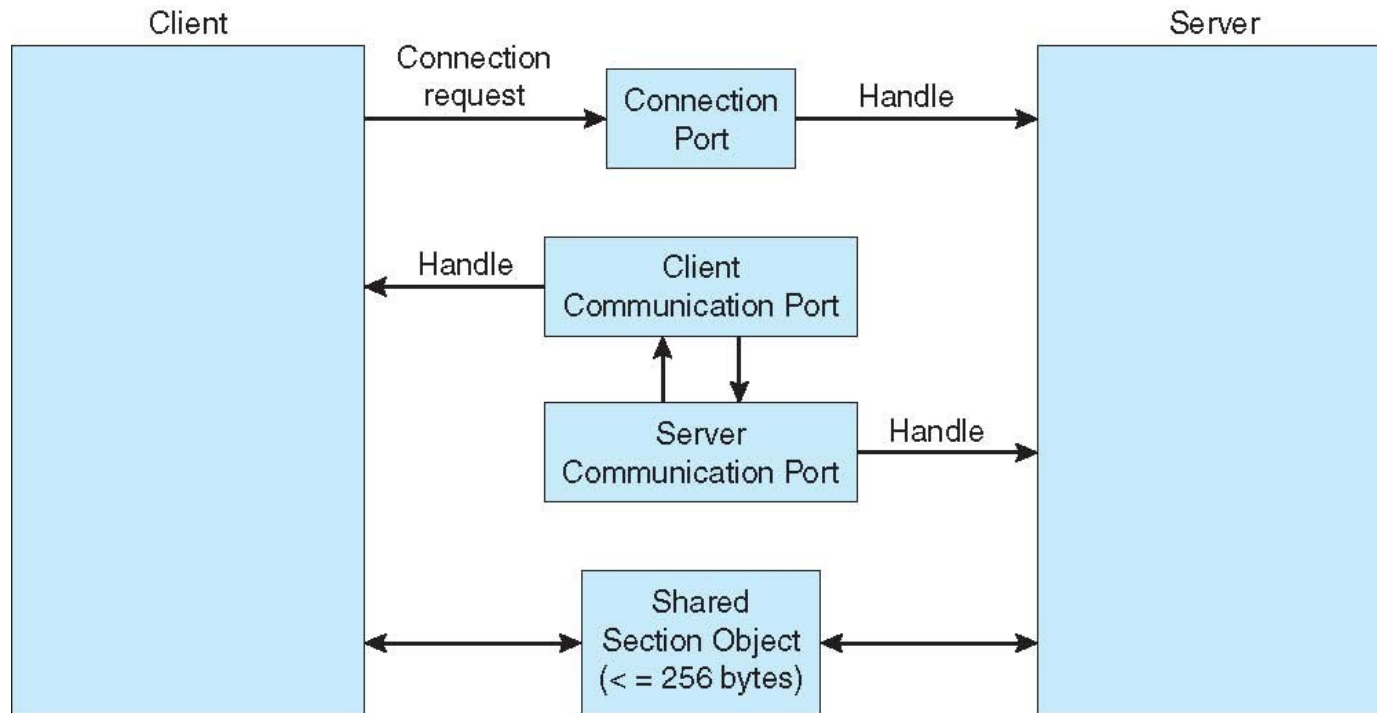 Client
Server
Connection
request
Connection
Port
Handle
Handle
Client
Communication Port
Server
Communication Port
Handle
Shared
Section Object
(< = 256 bytes)